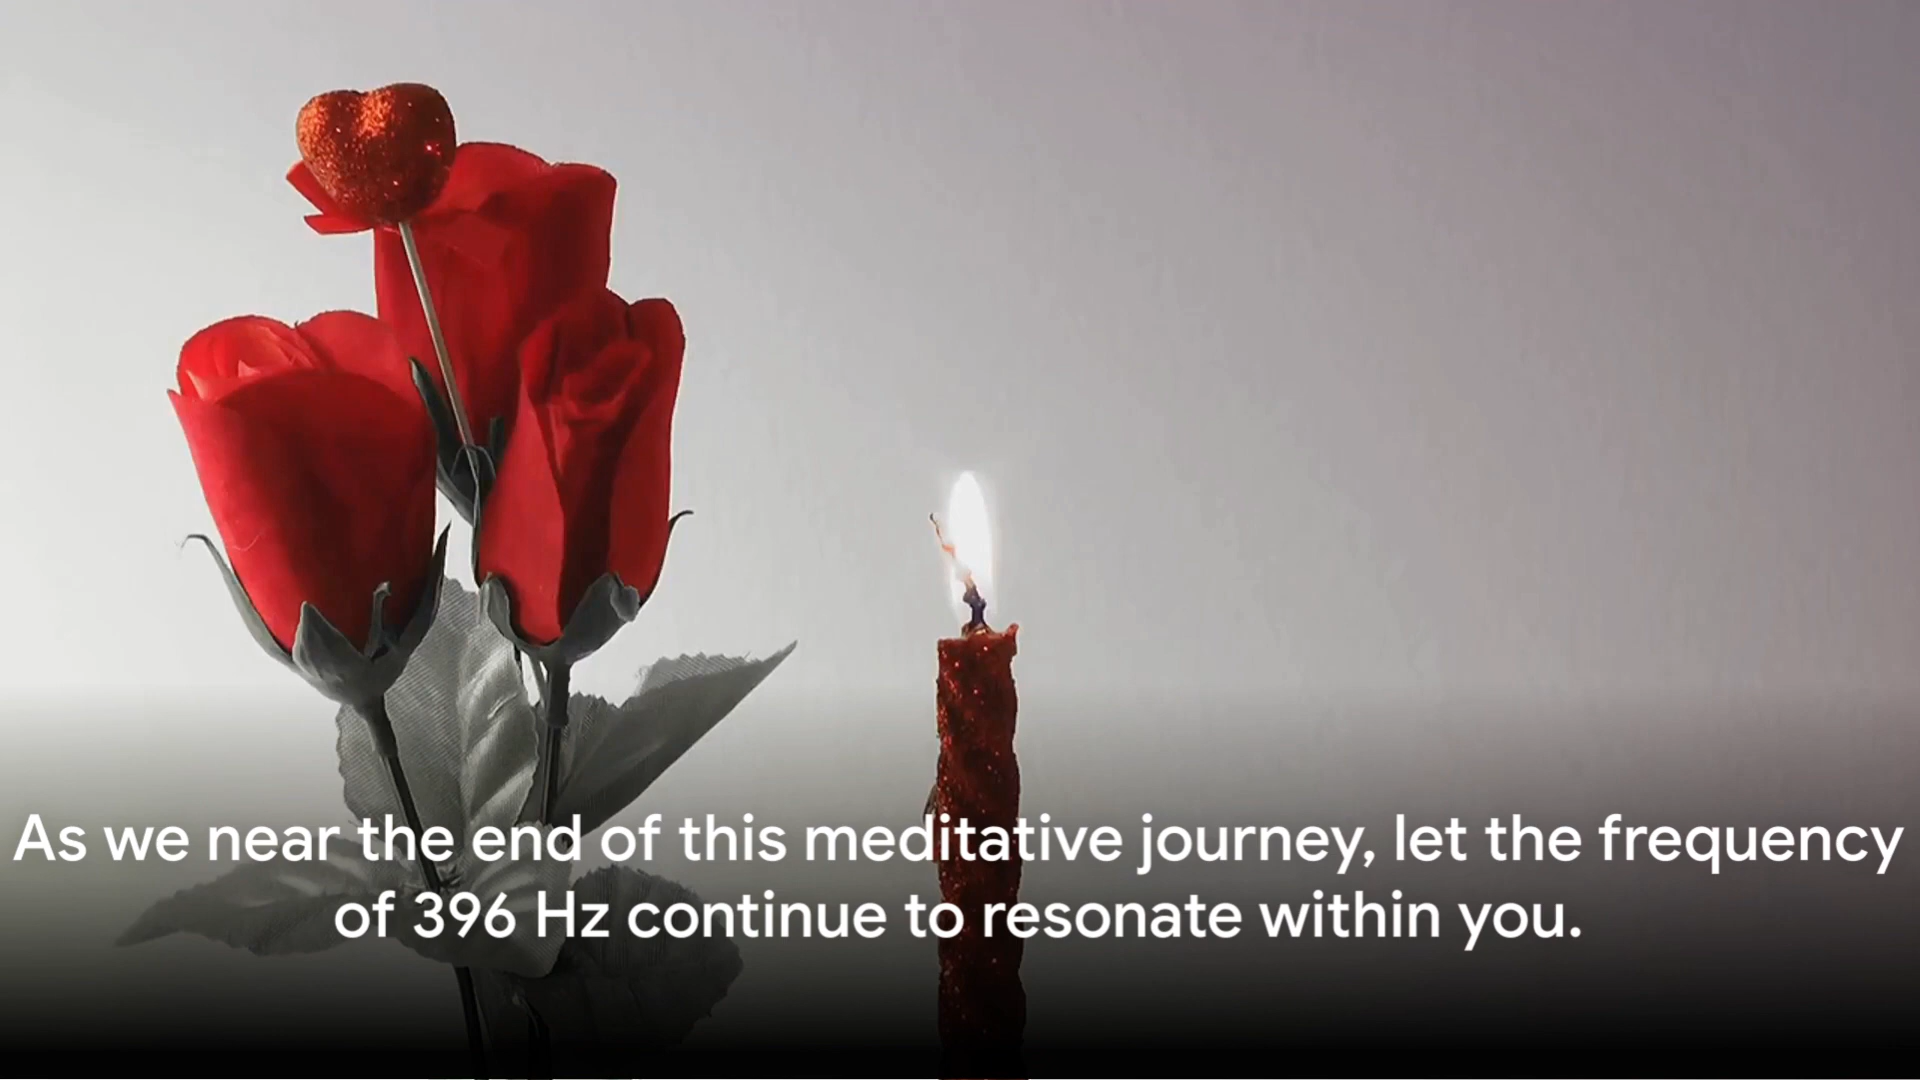 As we near the end of this meditative journey, let the frequency
of 396 Hz continue to resonate within you.